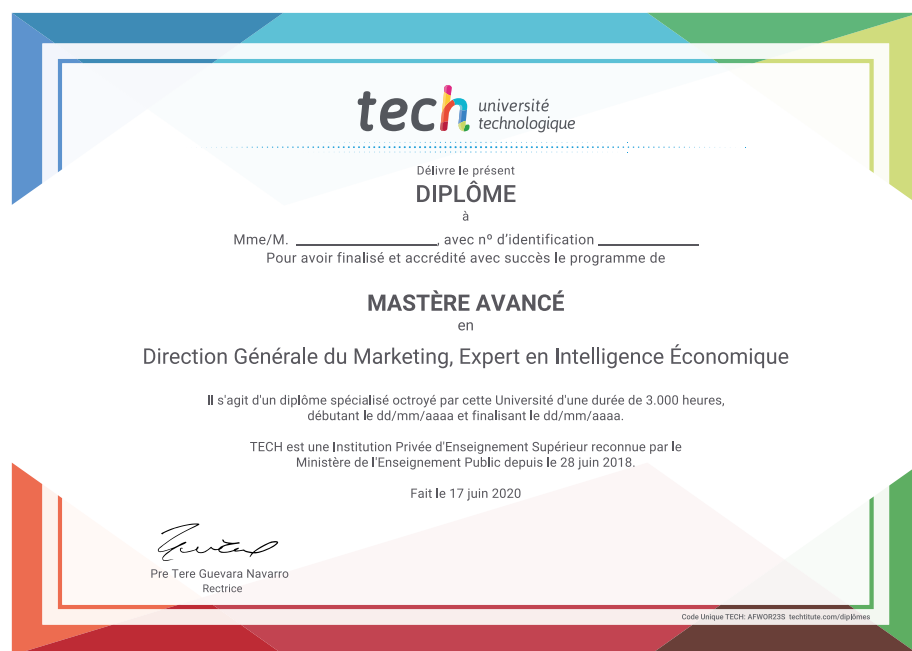 tech université
technologique
Délivre le présent
DIPLÔME
à
Mme/M. ____________________, avec nº d'identification ______________
Pour avoir finalisé et accrédité avec succès le programme de
MASTÈRE AVANCÉ
en
Direction Générale du Marketing, Expert en Intelligence Économique
Il s'agit d'un diplôme spécialisé octroyé par cette Université d'une durée de 3.000 heures,
débutant le dd/mm/aaaa et finalisant le dd/mm/aaaa.
TECH est une Institution Privée d'Enseignement Supérieur reconnue par le
Ministère de l'Enseignement Public depuis le 28 juin 2018.
Fait le 17 juin 2020
Pre Tere Guevara Navarro
Rectrice
Code Unique TECH: AFWOR23S techtitute.com/diplômes